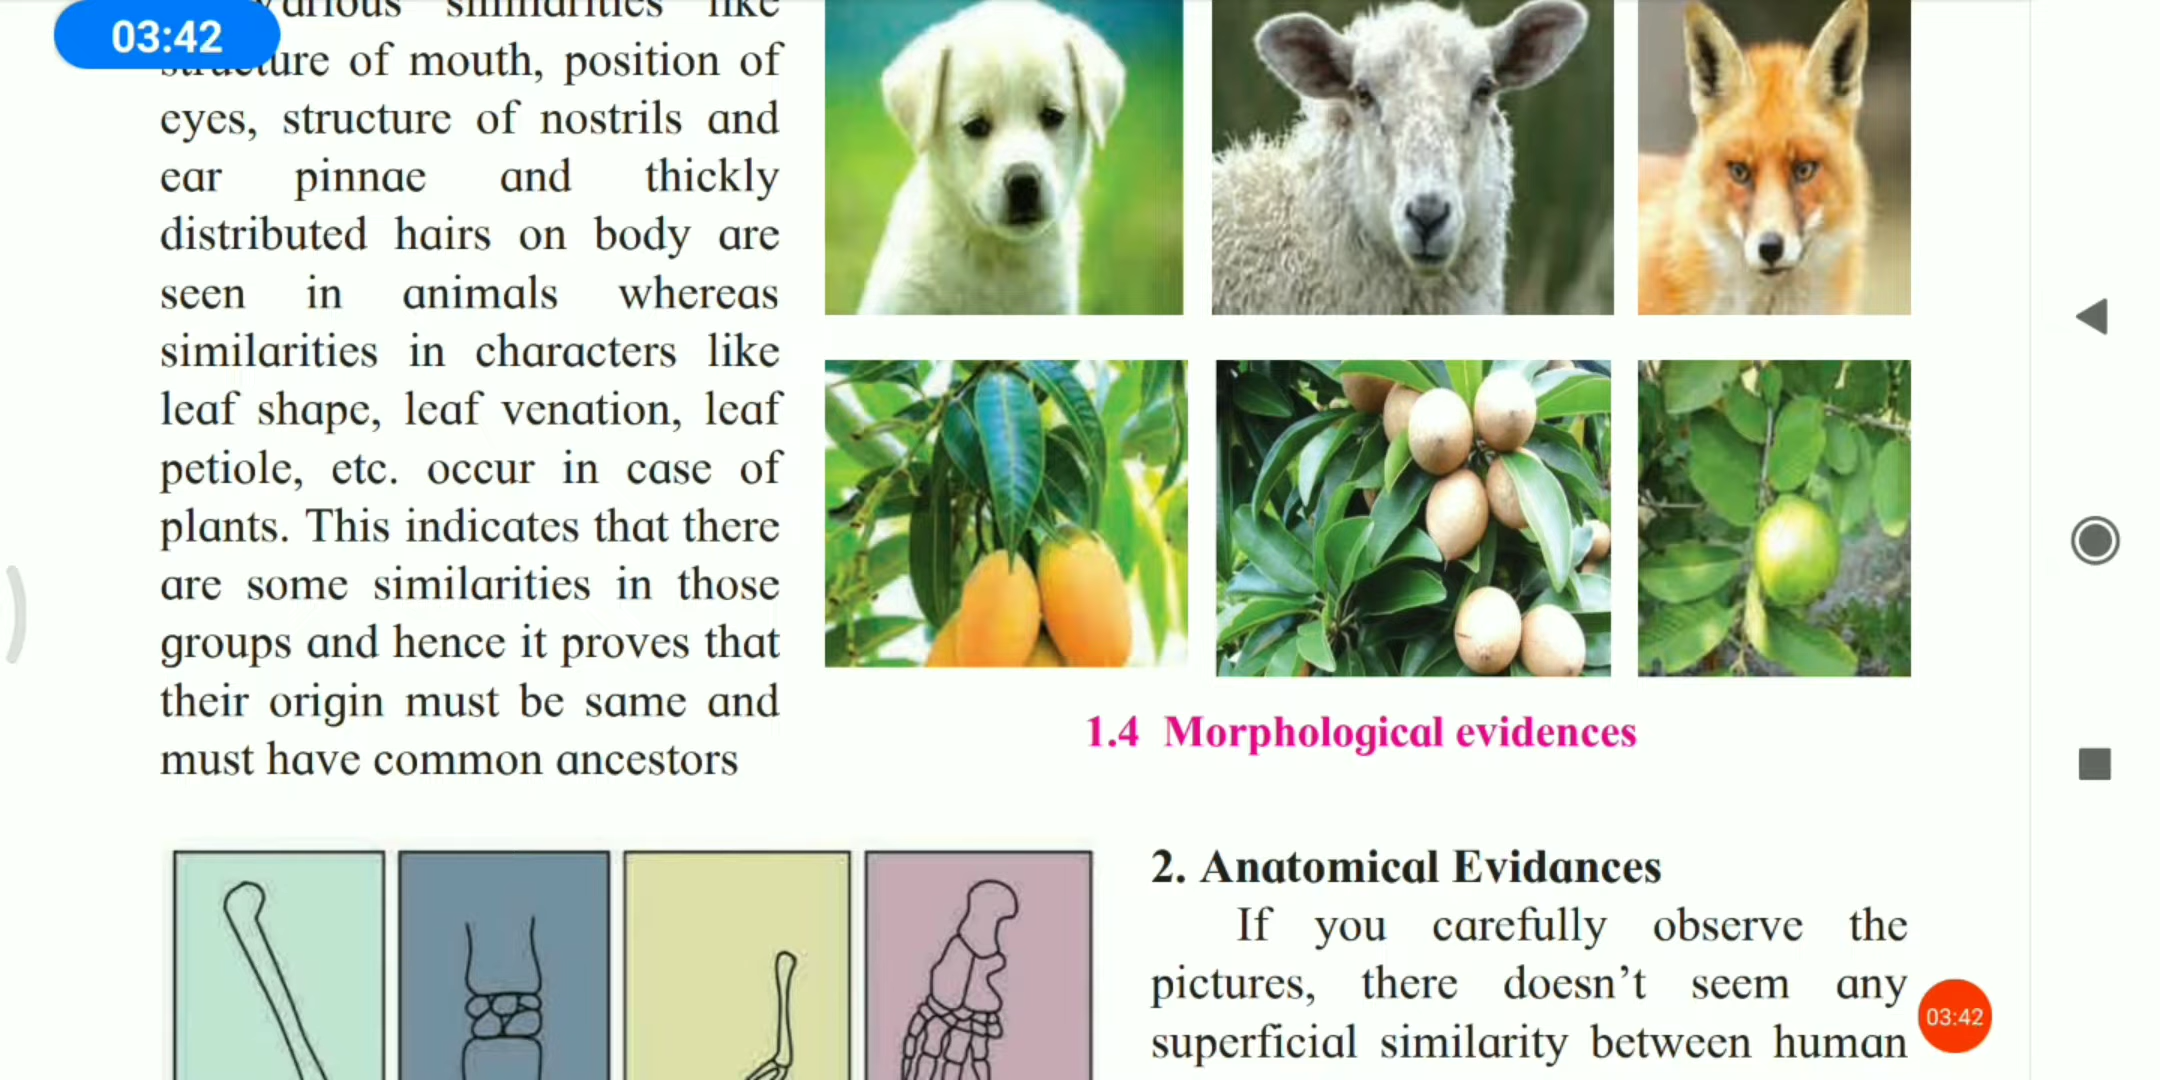 03:42
similarities like
of mouth, position of
eyes, structure of nostrils and
ear pinnae and thickly
distributed hairs on body are
seen in animals whereas
similarities in characters like
leaf shape, leaf venation, leaf
petiole, etc. occur in case of
plants. This indicates that there
are some similarities in those
groups and hence it proves that
their origin must be same and
must have common ancestors
1.4 Morphological evidences
2. Anatomical Evidances
If you carefully observe the
pictures, there doesn't seem any
superficial similarity between human
03:42